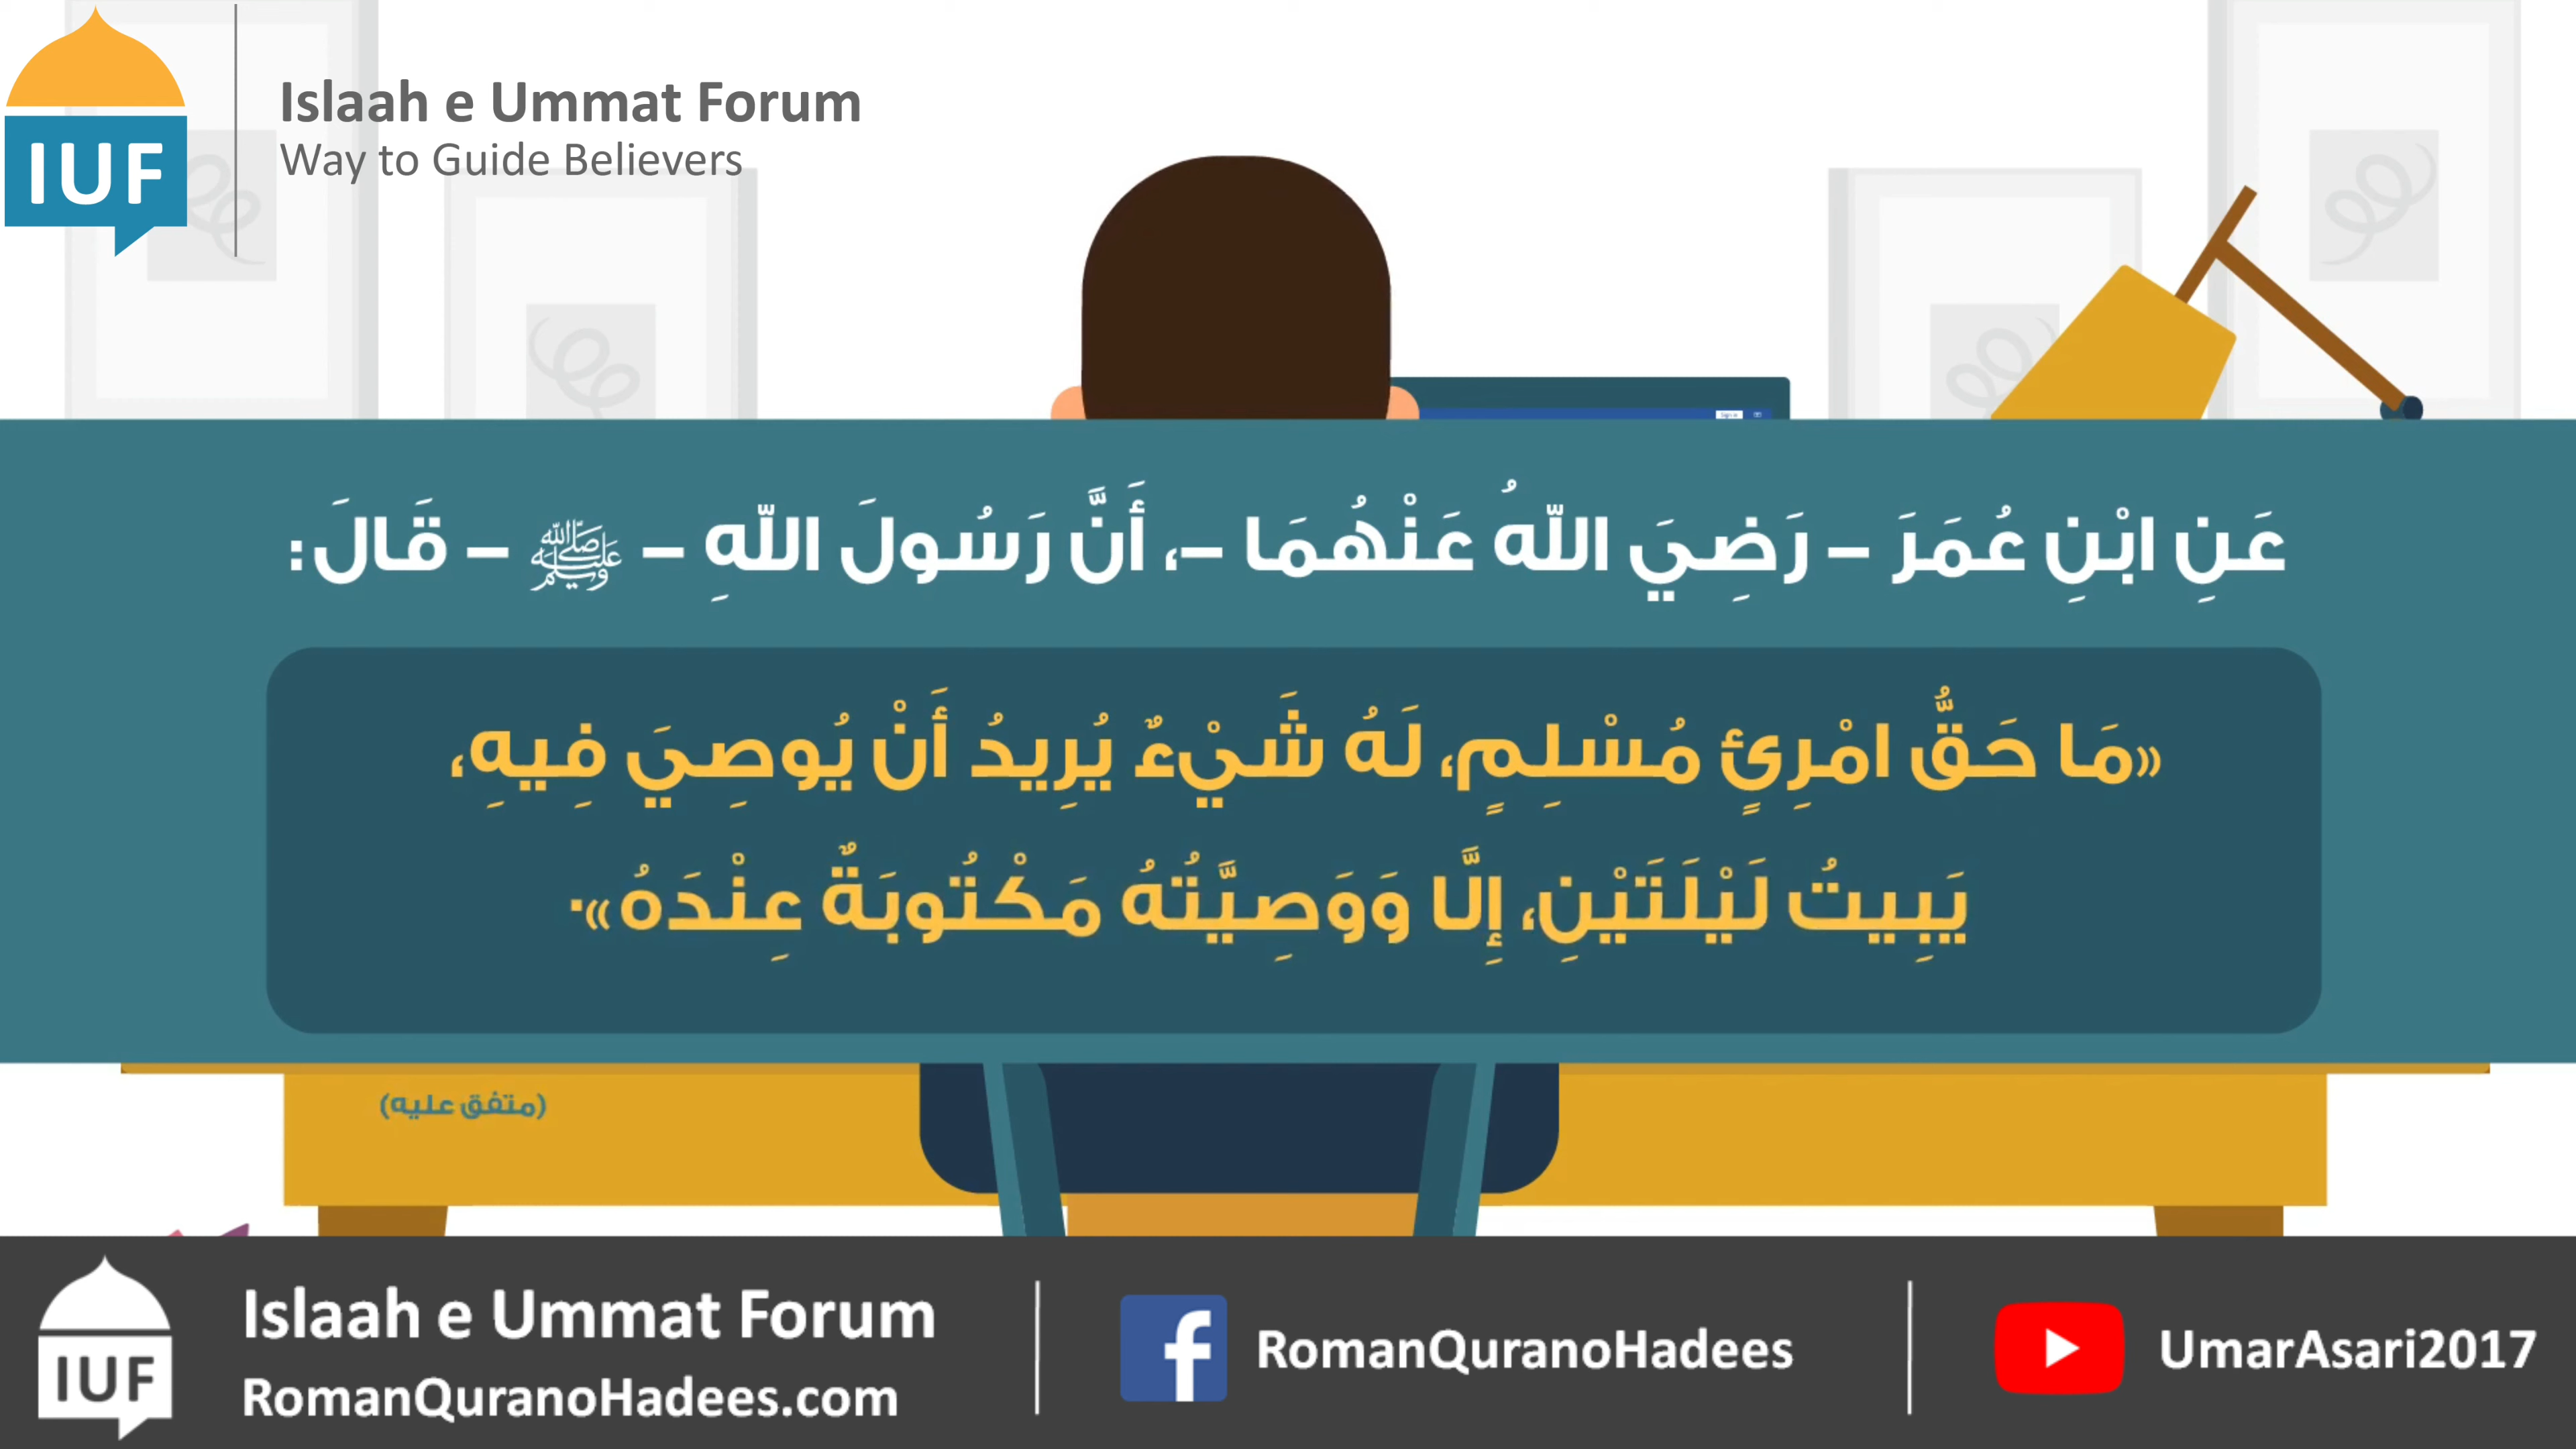 IUF
Islaah e Ummat Forum
Way to Guide Believers
عَنِ ابْنِ عُمَرَ – رَضِيَ اللّٰهُ عَنْهُمَا –، أَنَّ رَسُولَ اللّٰهِ – ﷺ – قَالَ:
«مَا حَقُّ امْرِئٍ مُسْلِمٍ، لَهُ شَيْءٌ يُرِيدُ أَنْ يُوصِيَ فِيهِ،
يَبِيتُ لَيْلَتَيْنِ، إِلَّا وَوَصِيَّتُهُ مَكْتُوبَةٌ عِنْدَهُ».
(متفق عليه)
IUF
Islaah e Ummat Forum
RomanQuranoHadees.com
RomanQuranoHadees
UmarAsari2017